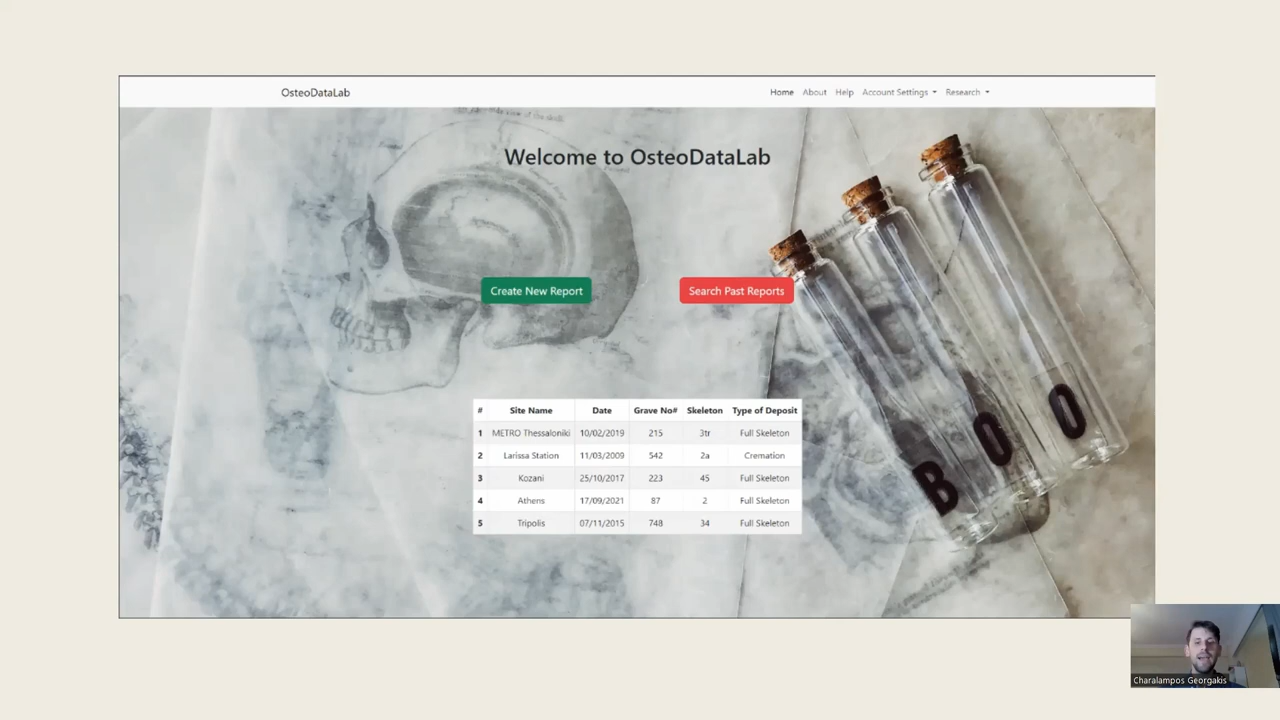 OsteoDataLab Home About Help Account Settings Research
Welcome to OsteoDataLab
Create New Report Search Past Reports
# Site Name Date Grave No# Skeleton Type of Deposit
1 METRO Thessaloniki 10/02/2019 215 3tr Full Skeleton
2 Larissa Station 11/03/2009 542 2a Cremation
3 Kozani 25/10/2017 223 45 Full Skeleton
4 Athens 17/09/2021 87 2 Full Skeleton
5 Tripolis 07/11/2015 748 34 Full Skeleton
B O O
Charalampos Georgakis